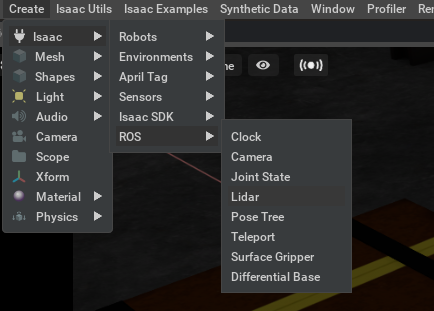 Create Isaac Utils Isaac Examples Synthetic Data Window Profiler
Isaac
Mesh
Shapes
Light
Audio
Camera
Scope
Xform
Material
Physics
Robots
Environments
April Tag
Sensors
Isaac SDK
ROS
Clock
Camera
Joint State
Lidar
Pose Tree
Teleport
Surface Gripper
Differential Base